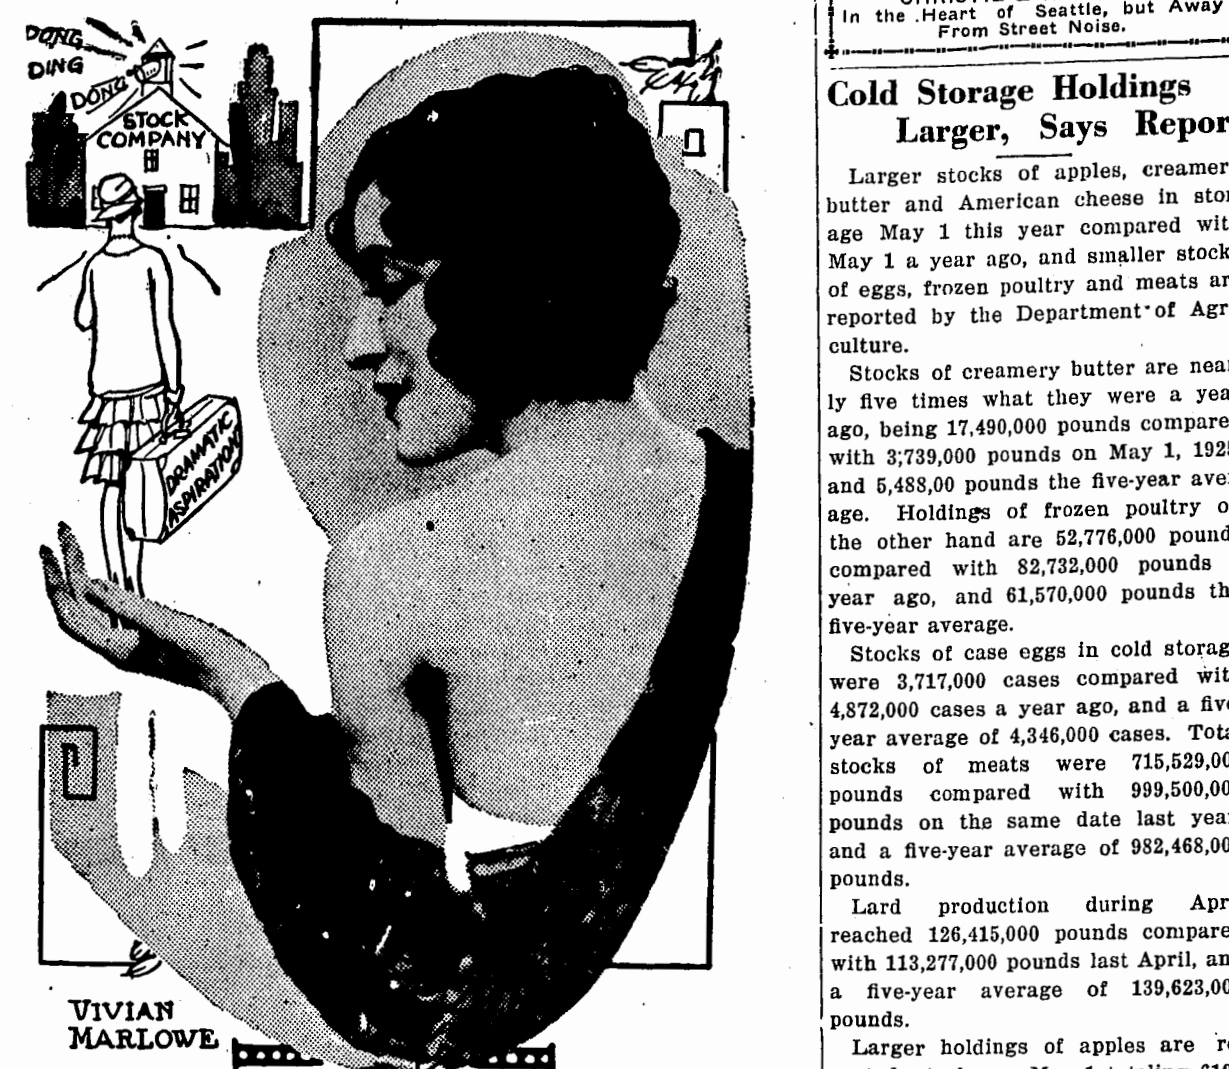 DONG
DING
DONG
STOCK
COMPANY
DRAMATIC
ASPIRATIONS
VIVIAN
MARLOWE
In the Heart of Seattle, but Away
From Street Noise.
Cold Storage Holdings
Larger, Says Repor
Larger stocks of apples, creamer
butter and American cheese in stor
age May 1 this year compared wit
May 1 a year ago, and smaller stock
of eggs, frozen poultry and meats ar
reported by the Department of Agr
culture.
Stocks of creamery butter are near
ly five times what they were a yea
ago, being 17,490,000 pounds compare
with 3,739,000 pounds on May 1, 192
and 5,488,00 pounds the five-year ave
age. Holdings of frozen poultry o
the other hand are 52,776,000 pound
compared with 82,732,000 pounds
year ago, and 61,570,000 pounds th
five-year average.
Stocks of case eggs in cold storag
were 3,717,000 cases compared wit
4,872,000 cases a year ago, and a five
year average of 4,346,000 cases. Tota
stocks of meats were 715,529,00
pounds compared with 999,500,00
pounds on the same date last year
and a five-year average of 982,468,00
pounds.
Lard production during Apr
reached 126,415,000 pounds compare
with 113,277,000 pounds last April, an
a five-year average of 139,623,00
pounds.
Larger holdings of apples are r